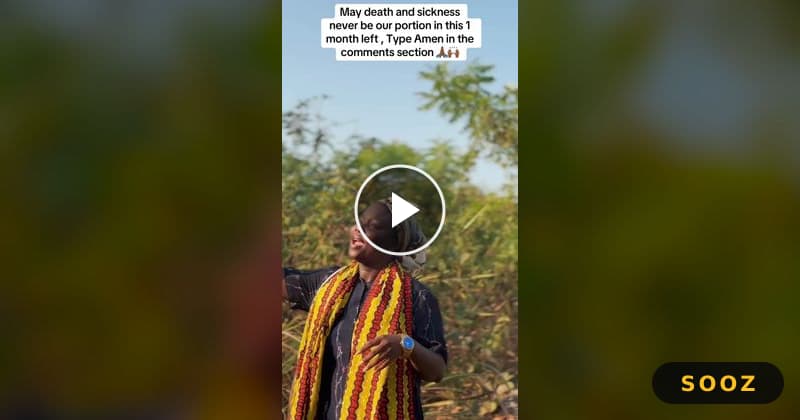 May death and sickness
never be our portion in this 1
month left , Type Amen in the
comments section 🙏🏾🙌🏾
SOOZ